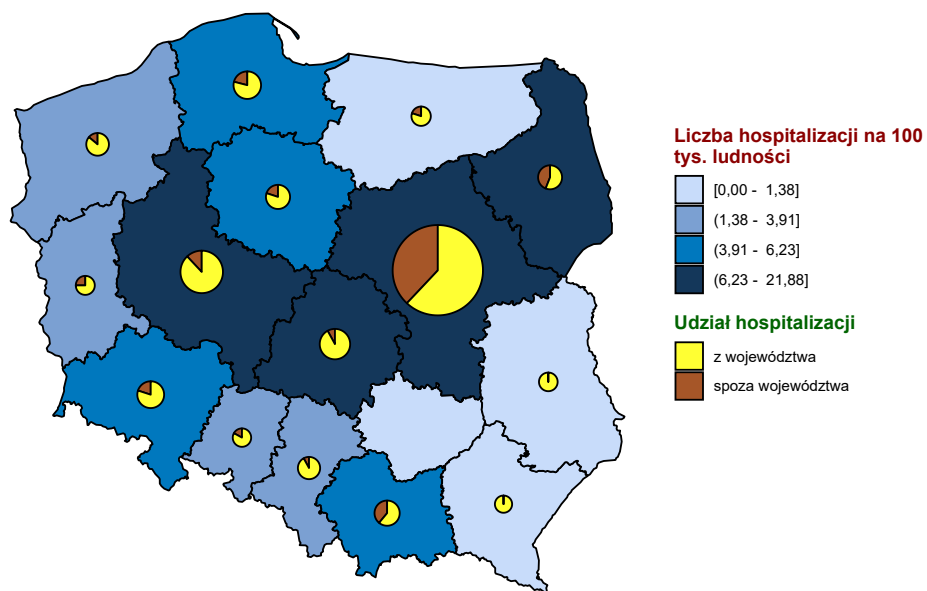 Liczba hospitalizacji na 100
tys. ludności
[0,00 - 1,38]
(1,38 - 3,91]
(3,91 - 6,23]
(6,23 - 21,88]
Udział hospitalizacji
z województwa
spoza województwa